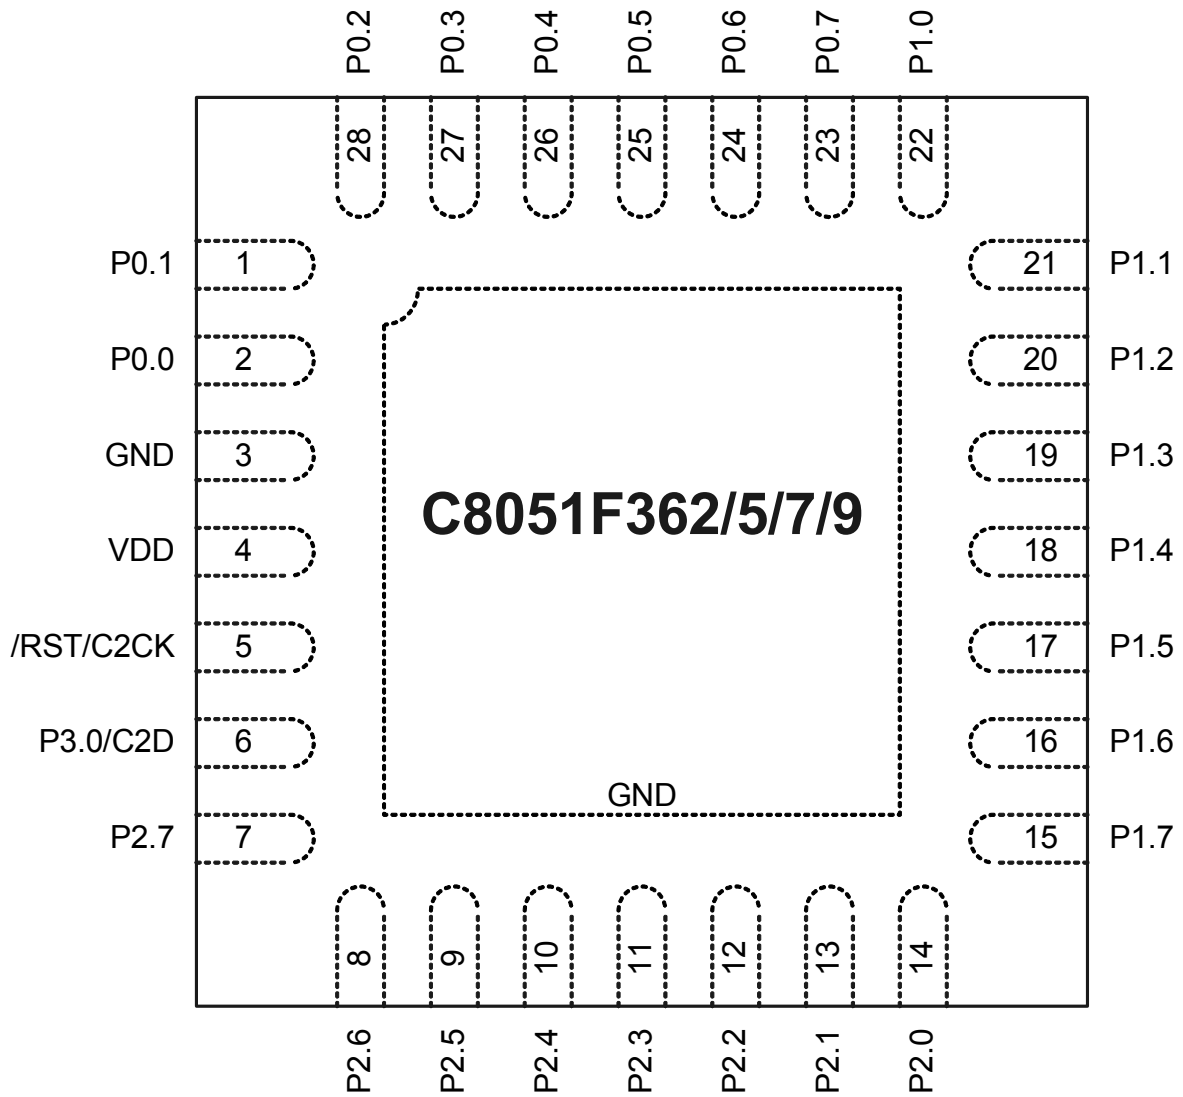 P0.2 P0.3 P0.4 P0.5 P0.6 P0.7 P1.0
28 27 26 25 24 23 22
P0.1 1 21 P1.1
P0.0 2 20 P1.2
GND 3 19 P1.3
C8051F362/5/7/9
VDD 4 18 P1.4
/RST/C2CK 5 17 P1.5
P3.0/C2D 6 16 P1.6
GND
P2.7 7 15 P1.7
8 9 10 11 12 13 14
P2.6 P2.5 P2.4 P2.3 P2.2 P2.1 P2.0